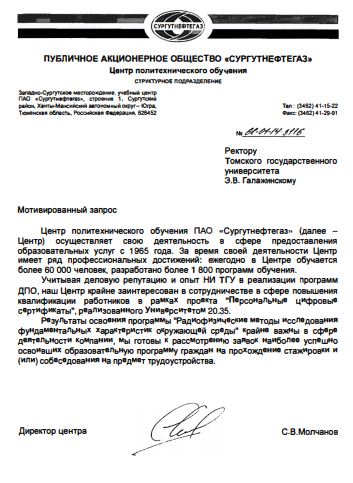 СУРГУТНЕФТЕГАЗ
ПУБЛИЧНОЕ АКЦИОНЕРНОЕ ОБЩЕСТВО «СУРГУТНЕФТЕГАЗ»
Центр политехнического обучения
СТРУКТУРНОЕ ПОДРАЗДЕЛЕНИЕ
Западно-Сургутское месторождение, учебный центр
ПАО «Сургутнефтегаз», строение 1, Сургутский
район, Ханты-Мансийский автономный округ – Югра,
Тюменская область, Российская Федерация, 628452
Тел : (3462) 41-15-22
Факс: (3462) 41-29-91
№
Ректору
Томского государственного
университета
Э.В. Галажинскому
Мотивированный запрос
Центр политехнического обучения ПАО «Сургутнефтегаз» (далее –
Центр) осуществляет свою деятельность в сфере предоставления
образовательных услуг с 1965 года. За время своей деятельности Центр
имеет ряд профессиональных достижений: ежегодно в Центре обучается
более 60 000 человек, разработано более 1 800 программ обучения.
Учитывая деловую репутацию и опыт НИ ТГУ в реализации программ
ДПО, наш Центр крайне заинтересован в сотрудничестве в сфере повышения
квалификации работников в рамках проекта "Персональные цифровые
сертификаты", реализованного Университетом 20.35.
Результаты освоения программы "Радиофизические методы исследования
фундаментальных характеристик окружающей среды" крайне важны в сфере
деятельности компании, мы готовы к рассмотрению заявок наиболее успешно
освоивших образовательную программу граждан на прохождение стажировки и
(или) собеседования на предмет трудоустройства.
Директор центра
С.В.Молчанов